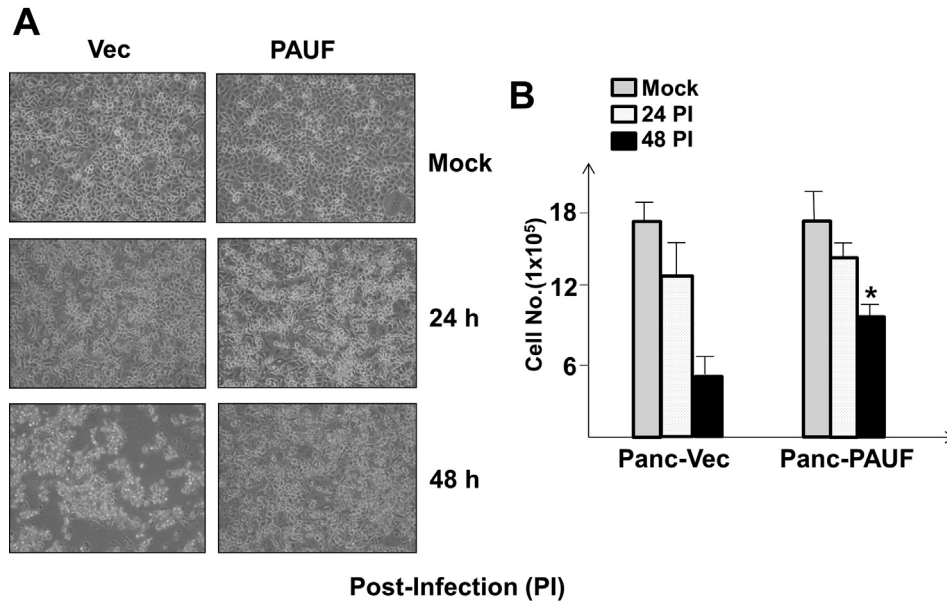 A
Vec PAUF
Mock
24 h
48 h
Post-Infection (PI)
B
Mock
24 PI
48 PI
Cell No.(1x10⁵)
18
12
6
*
Panc-Vec Panc-PAUF